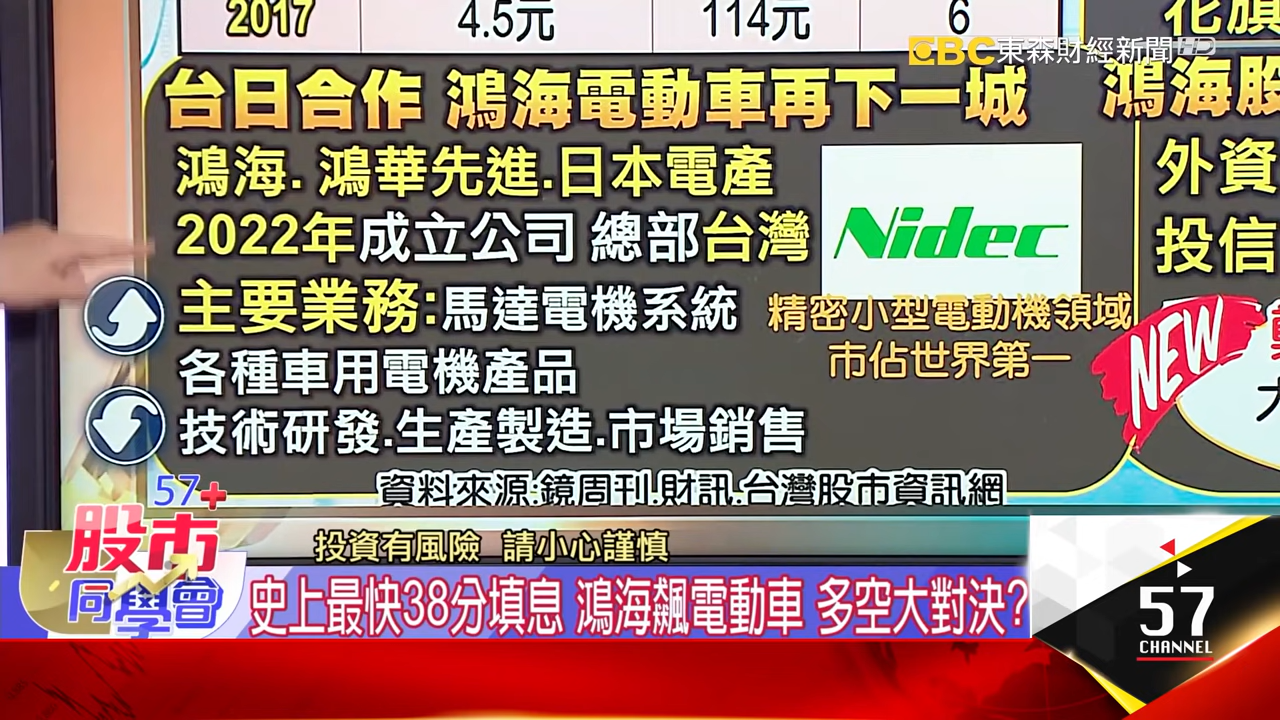 2017 4.5元 114元 6
EBC 東森財經新聞 HD
台日合作 鴻海電動車再下一城
鴻海股
鴻海.鴻華先進.日本電產
外資
2022年成立公司 總部台灣
投信
Nidec
主要業務:馬達電機系統
精密小型電動機領域
市佔世界第一
NEW
各種車用電機產品
技術研發.生產製造.市場銷售
資料來源:鏡周刊.財訊.台灣股市資訊網
57+
股市
同學會
投資有風險 請小心謹慎
史上最快38分填息 鴻海飆電動車 多空大對決?
57
CHANNEL